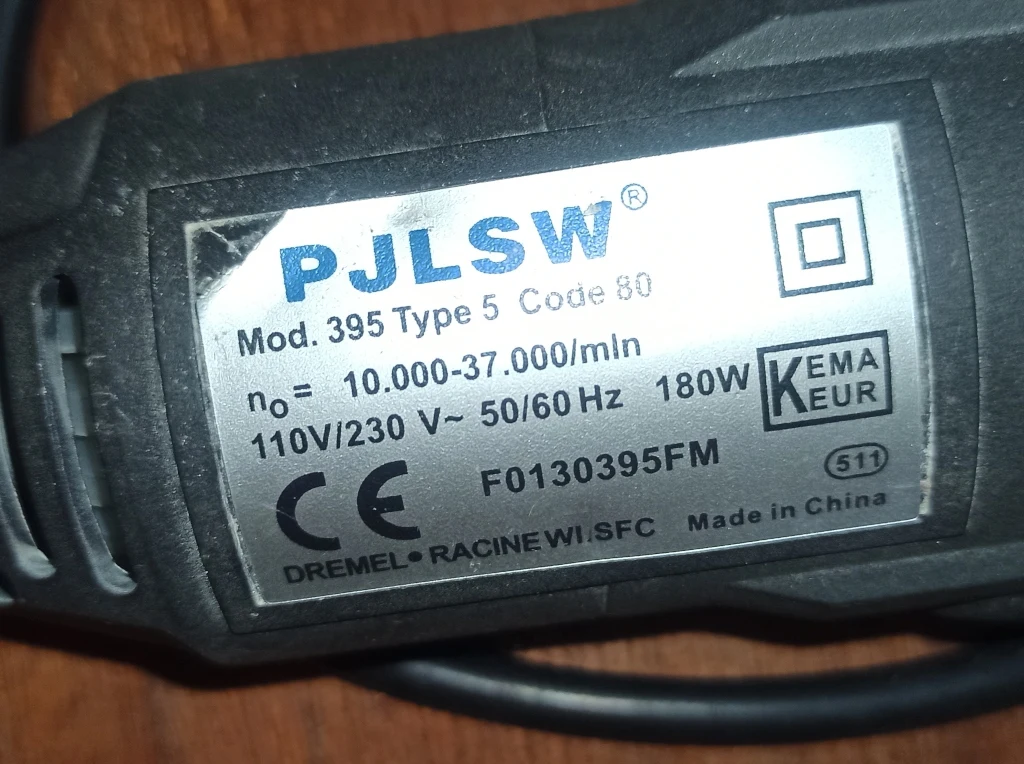 PJLSW®
Mod. 395 Type 5 Code 80
n₀= 10.000-37.000/mln
110V/230 V~ 50/60 Hz 180W
KEMA
KEUR
CE F0130395FM 511
DREMEL® RACINE WI.SFC Made in China